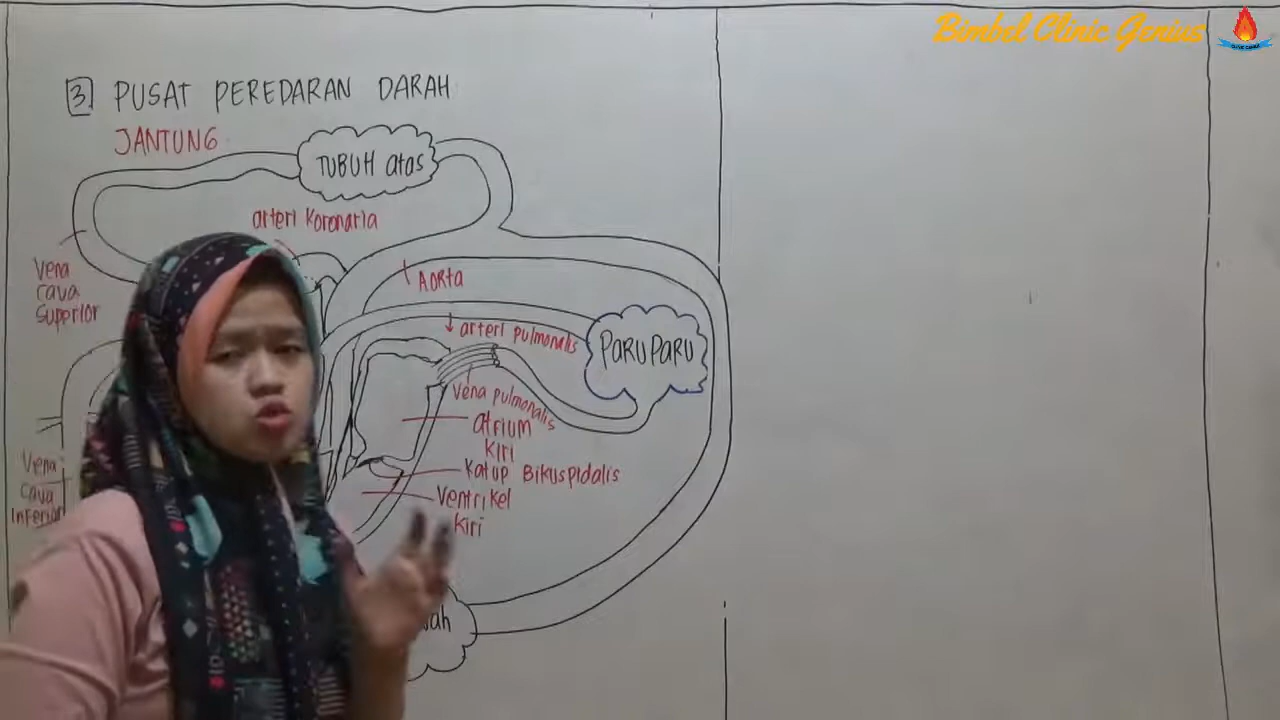 Bimbel Clinic Genius
3 PUSAT PEREDARAN DARAH
JANTUNG
TUBUH atas
arteri Koronaria
Vena
cava
Supprior
Aorta
arteri pulmonalis
PARU PARU
Vena pulmonalis
atrium
Kiri
Katup Bikuspidalis
Ventrikel
Kiri
Vena
cava
Inferior